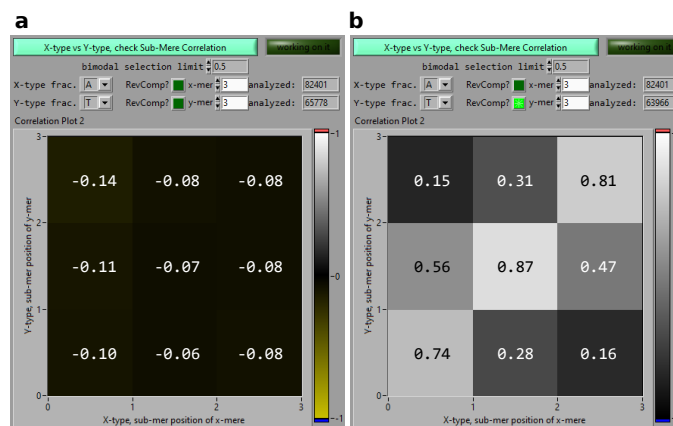 a
X-type vs Y-type, check Sub-Mere Correlation working on it
bimodal selection limit 0.5
X-type frac. A RevComp? x-mer 3 analyzed: 82401
Y-type frac. T RevComp? y-mer 3 analyzed: 65778
Correlation Plot 2
3
2
1
0
Y-type, sub-mer position of y-mer
-0.14 -0.08 -0.08
-0.11 -0.07 -0.08
-0.10 -0.06 -0.08
0 1 2 3
X-type, sub-mer position of x-mere
-1
-0
--1
b
X-type vs Y-type, check Sub-Mere Correlation working on it
bimodal selection limit 0.5
X-type frac. A RevComp? x-mer 3 analyzed: 82401
Y-type frac. T RevComp? y-mer 3 analyzed: 63966
Correlation Plot 2
3
2
1
0
Y-type, sub-mer position of y-mer
0.15 0.31 0.81
0.56 0.87 0.47
0.74 0.28 0.16
0 1 2 3
X-type, sub-mer position of x-mere